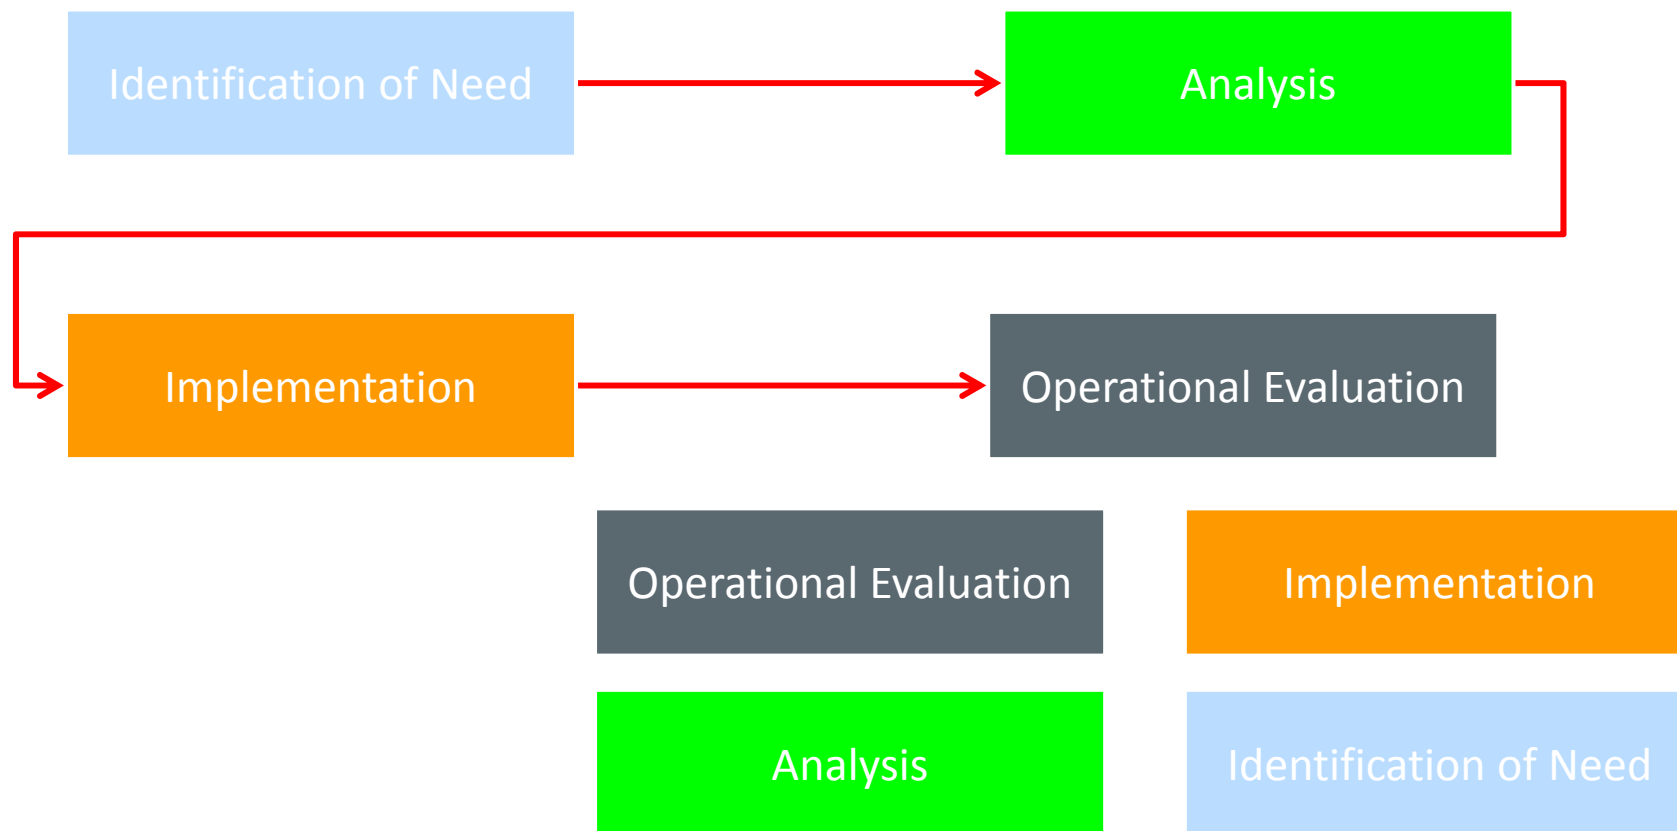 Identification of Need
Analysis
Implementation
Operational Evaluation
Operational Evaluation
Implementation
Analysis
Identification of Need